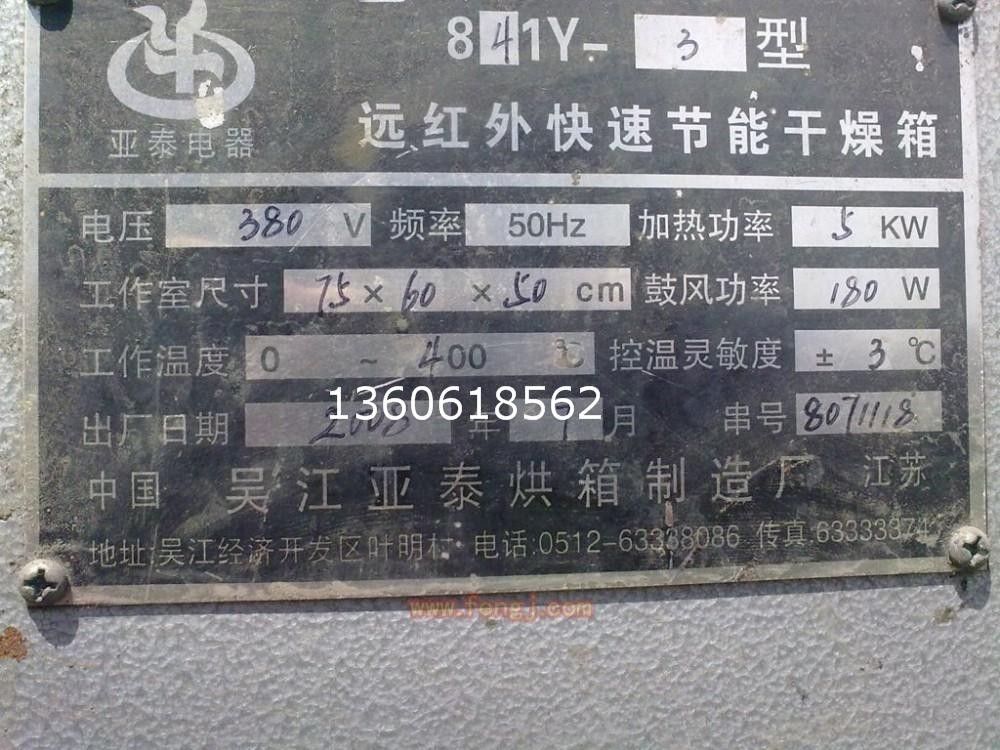 841Y- 3 型
亚泰电器
远红外快速节能干燥箱
电压 380 V 频率 50Hz 加热功率 5 KW
工作室尺寸 75 × 60 × 50 cm 鼓风功率 180 W
工作温度 0 ~ 400 ℃ 控温灵敏度 ± 3 ℃
1360618562
出厂日期 2008 年 7 月 串号 8071118
中国 吴江亚泰烘箱制造厂 江苏
地址:吴江经济开发区叶明村 电话:0512-63338086 传真:63333374
www.fengj.com